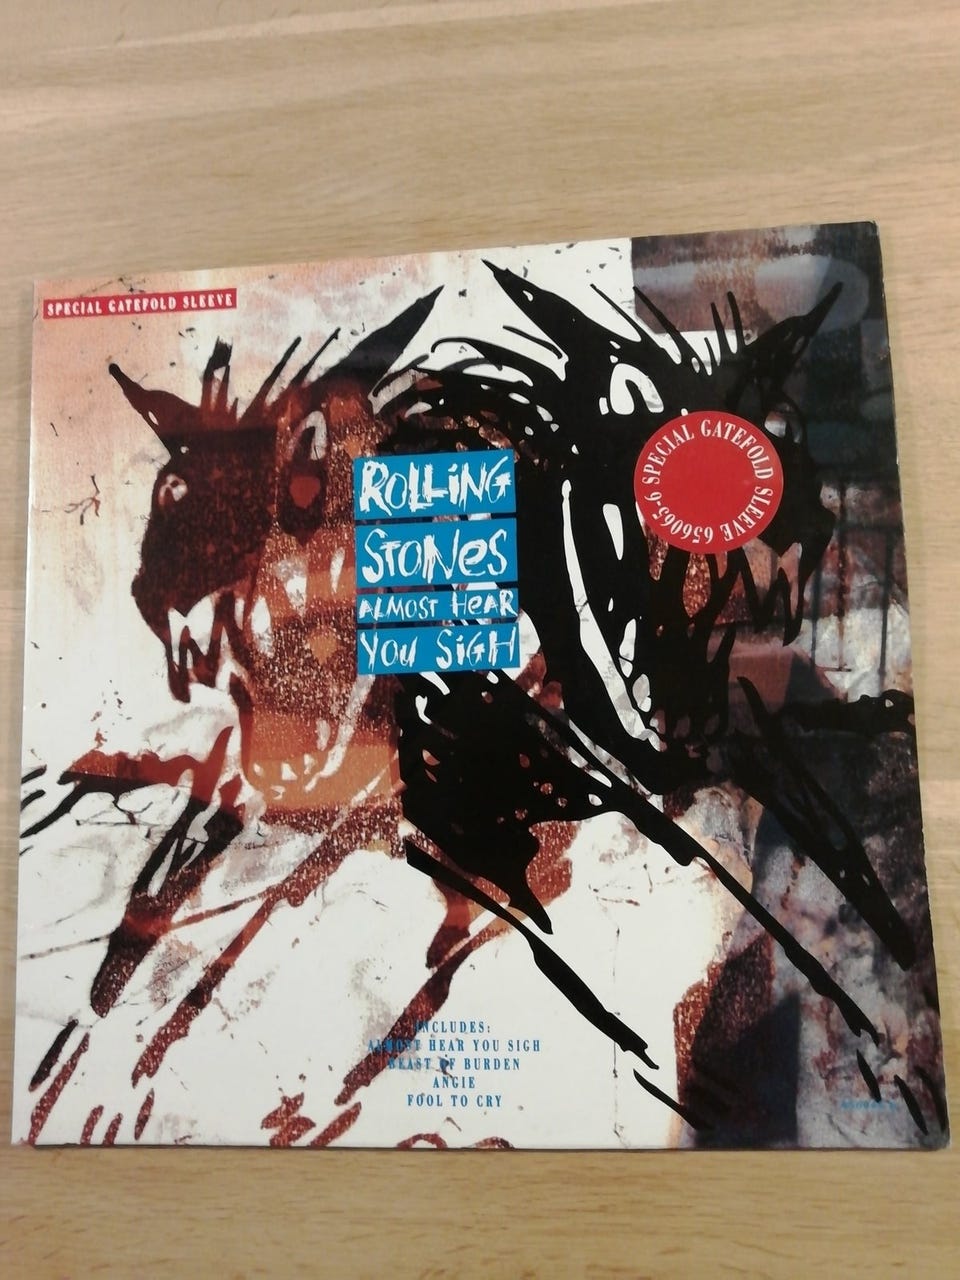 SPECIAL GATEFOLD SLEEVE
ROLLiNG
STONes
ALMOST HeAR
YOU SiGH
SPECIAL GATEFOLD SLEEVE 656065-6
INCLUDES:
ALMOST HEAR YOU SIGH
BEAST OF BURDEN
ANGIE
FOOL TO CRY